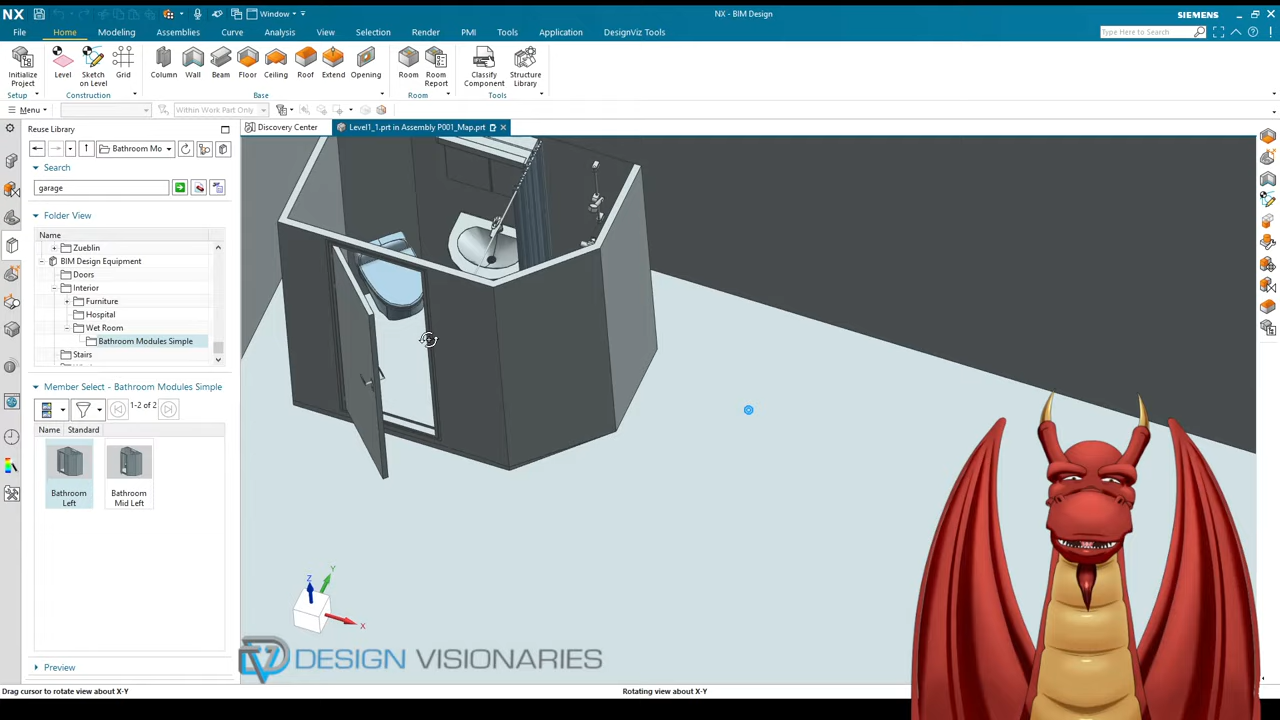 NX
Window
NX - BIM Design
SIEMENS
File Home Modeling Assemblies Curve Analysis View Selection Render PMI Tools Application DesignViz Tools
Type Here to Search
Initialize Project
Level
Sketch on Level
Grid
Column
Wall
Beam
Floor
Ceiling
Roof
Extend
Opening
Room
Room Report
Classify Component
Structure Library
Setup Construction Base Room Tools
Menu Within Work Part Only
Reuse Library
Discovery Center
Level1_1.prt in Assembly P001_Map.prt
Bathroom Mo
Search
garage
Folder View
Name
Zueblin
BIM Design Equipment
Doors
Interior
Furniture
Hospital
Wet Room
Bathroom Modules Simple
Stairs
Member Select - Bathroom Modules Simple
1-2 of 2
Name Standard
Bathroom Left
Bathroom Mid Left
Z
Y
X
DV DESIGN VISIONARIES
Preview
Drag cursor to rotate view about X-Y
Rotating view about X-Y